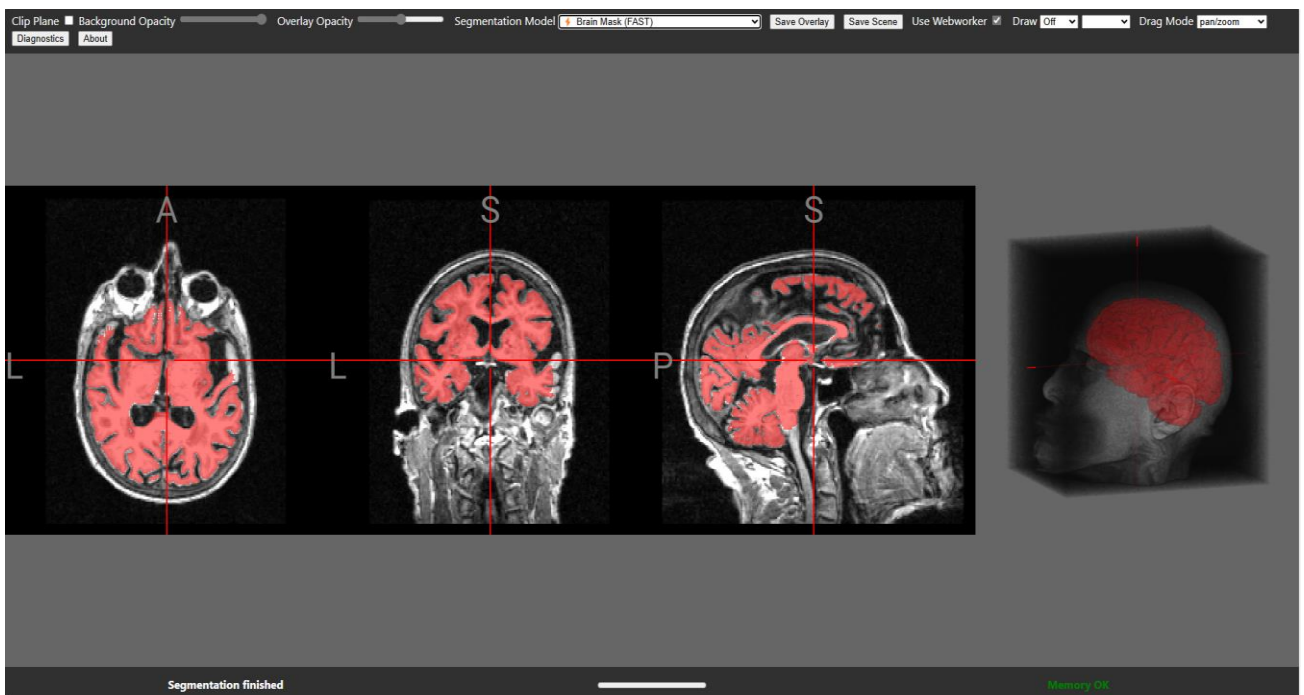 Clip Plane Background Opacity Overlay Opacity Segmentation Model ⚡ Brain Mask (FAST) Save Overlay Save Scene Use Webworker Draw Off Drag Mode pan/zoom
Diagnostics About
A S S
L L P
Segmentation finished Memory OK